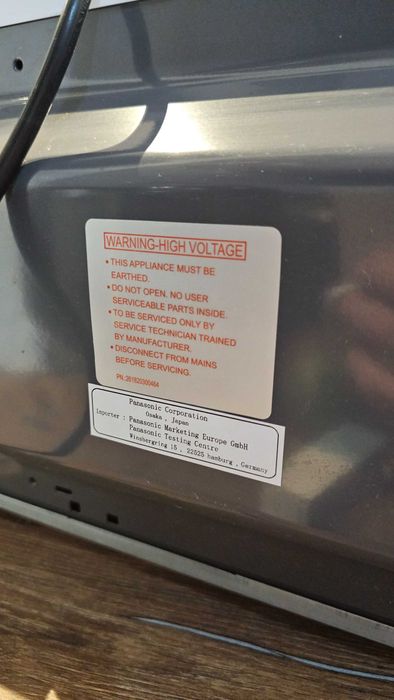 WARNING-HIGH VOLTAGE
• THIS APPLIANCE MUST BE
EARTHED.
• DO NOT OPEN. NO USER
SERVICEABLE PARTS INSIDE.
• TO BE SERVICED ONLY BY
SERVICE TECHNICIAN TRAINED
BY MANUFACTURER.
• DISCONNECT FROM MAINS
BEFORE SERVICING.
PN:261820300464
Panasonic Corporation
Osaka , Japan
Importer : Panasonic Marketing Europe GmbH
Panasonic Testing Centre
Winsbergring 15 , 22525 hamburg , Germany